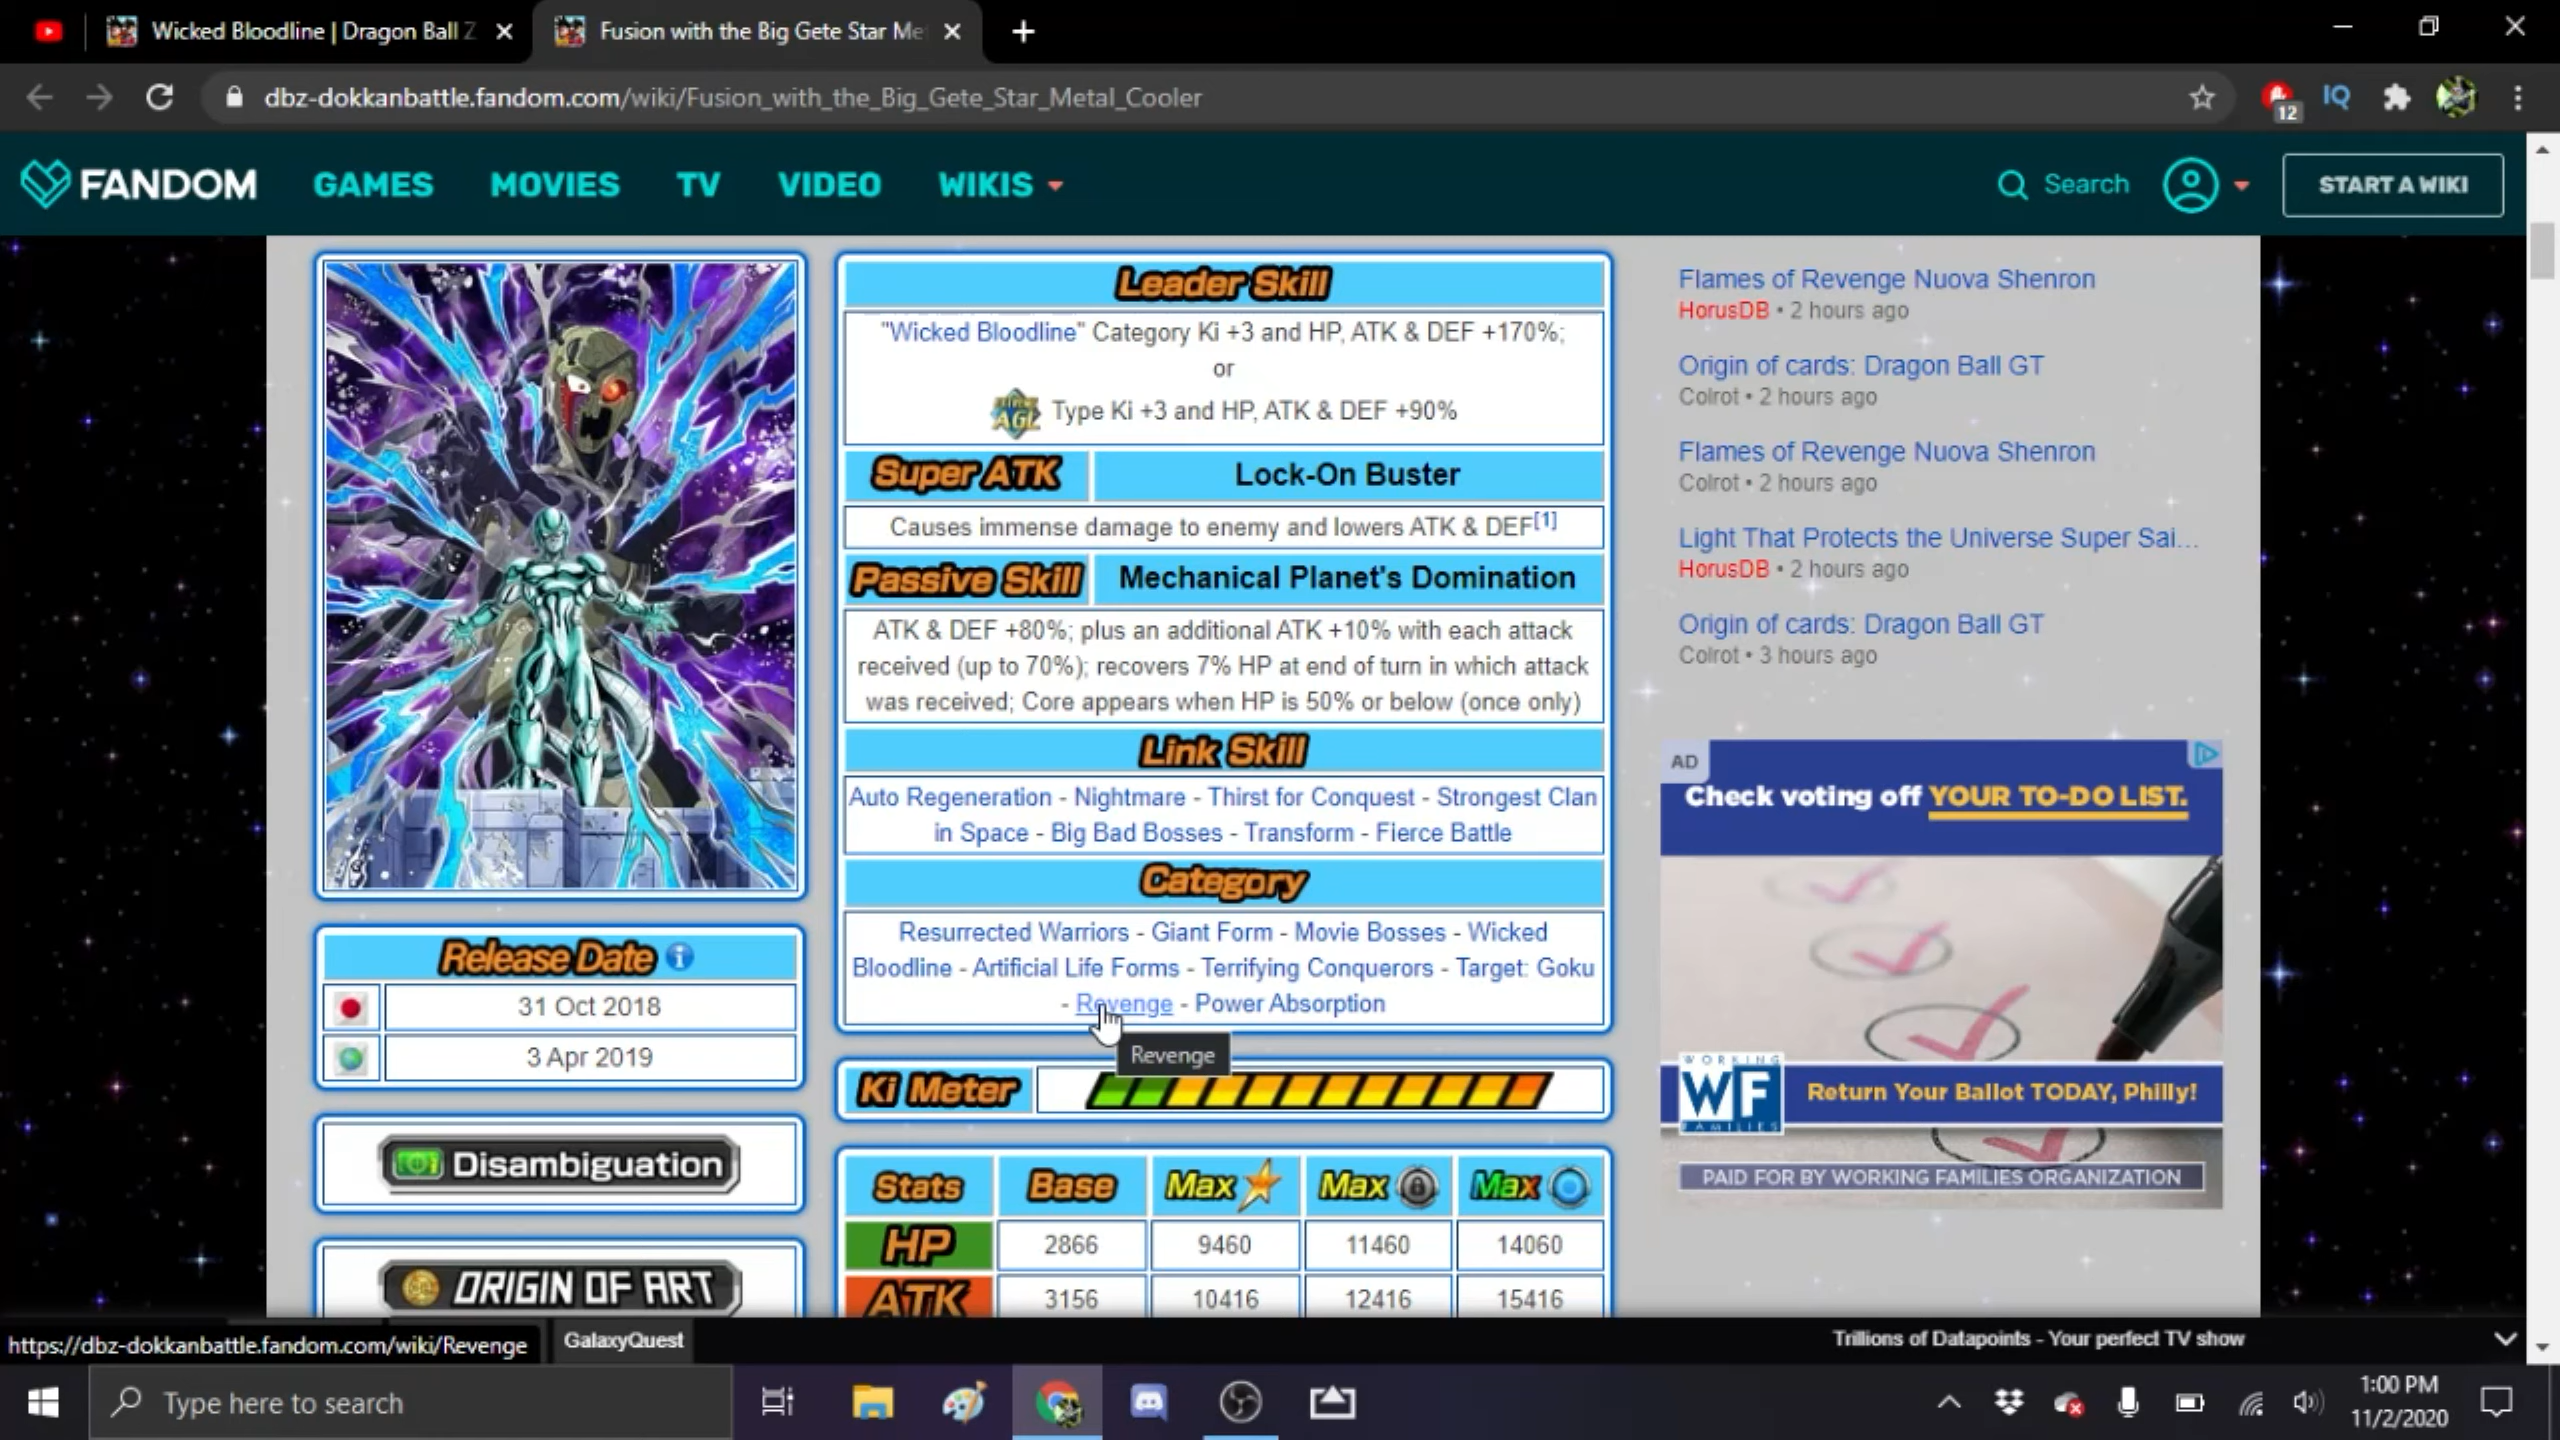 Wicked Bloodline | Dragon Ball Z
Fusion with the Big Gete Star Me
dbz-dokkanbattle.fandom.com/wiki/Fusion_with_the_Big_Gete_Star_Metal_Cooler
12
IQ
FANDOM
GAMES
MOVIES
TV
VIDEO
WIKIS
Search
START A WIKI
Leader Skill
"Wicked Bloodline" Category Ki +3 and HP, ATK & DEF +170%;
or
AGL Type Ki +3 and HP, ATK & DEF +90%
Super ATK
Lock-On Buster
Causes immense damage to enemy and lowers ATK & DEF[1]
Passive Skill
Mechanical Planet's Domination
ATK & DEF +80%; plus an additional ATK +10% with each attack
received (up to 70%); recovers 7% HP at end of turn in which attack
was received; Core appears when HP is 50% or below (once only)
Link Skill
Auto Regeneration - Nightmare - Thirst for Conquest - Strongest Clan
in Space - Big Bad Bosses - Transform - Fierce Battle
Category
Resurrected Warriors - Giant Form - Movie Bosses - Wicked
Bloodline - Artificial Life Forms - Terrifying Conquerors - Target: Goku
- Revenge - Power Absorption
Revenge
Release Date
31 Oct 2018
3 Apr 2019
Disambiguation
ORIGIN OF ART
Ki Meter
Stats Base Max Max Max
HP 2866 9460 11460 14060
ATK 3156 10416 12416 15416
Flames of Revenge Nuova Shenron
HorusDB • 2 hours ago
Origin of cards: Dragon Ball GT
Colrot • 2 hours ago
Flames of Revenge Nuova Shenron
Colrot • 2 hours ago
Light That Protects the Universe Super Sai...
HorusDB • 2 hours ago
Origin of cards: Dragon Ball GT
Colrot • 3 hours ago
AD
Check voting off YOUR TO-DO LIST.
WORKING
WF
FAMILIES
Return Your Ballot TODAY, Philly!
PAID FOR BY WORKING FAMILIES ORGANIZATION
https://dbz-dokkanbattle.fandom.com/wiki/Revenge
GalaxyQuest
Trillions of Datapoints - Your perfect TV show
Type here to search
1:00 PM
11/2/2020